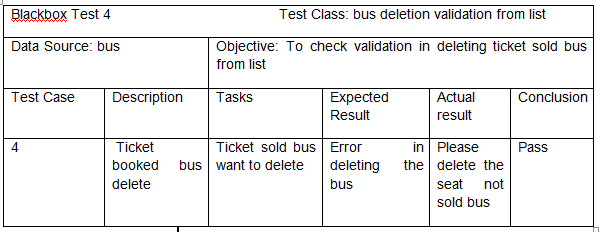 Blackbox Test 4 Test Class: bus deletion validation from list
Data Source: bus
Objective: To check validation in deleting ticket sold bus
from list
Test Case
Description
Tasks
Expected
Result
Actual
result
Conclusion
4
Ticket
booked bus
delete
Ticket sold bus
want to delete
Error in
deleting the
bus
Please
delete the
seat not
sold bus
Pass